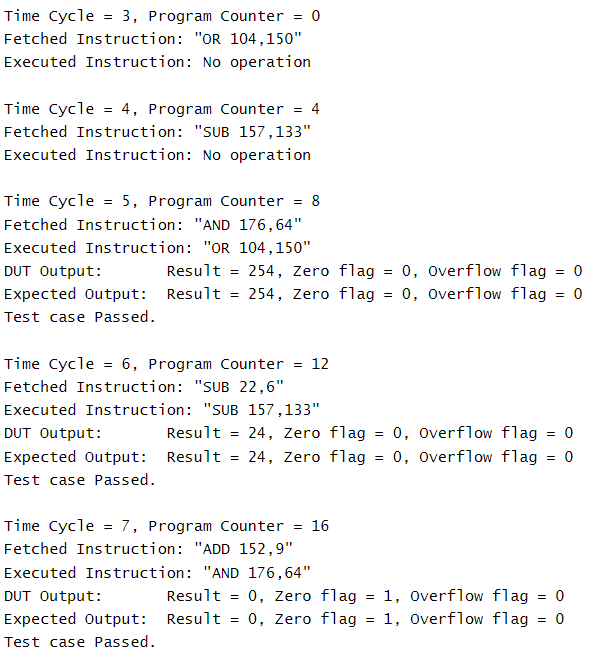 Time Cycle = 3, Program Counter = 0
Fetched Instruction: "OR 104,150"
Executed Instruction: No operation
Time Cycle = 4, Program Counter = 4
Fetched Instruction: "SUB 157,133"
Executed Instruction: No operation
Time Cycle = 5, Program Counter = 8
Fetched Instruction: "AND 176,64"
Executed Instruction: "OR 104,150"
DUT Output:       Result = 254, Zero flag = 0, Overflow flag = 0
Expected Output:  Result = 254, Zero flag = 0, Overflow flag = 0
Test case Passed.
Time Cycle = 6, Program Counter = 12
Fetched Instruction: "SUB 22,6"
Executed Instruction: "SUB 157,133"
DUT Output:       Result = 24, Zero flag = 0, Overflow flag = 0
Expected Output:  Result = 24, Zero flag = 0, Overflow flag = 0
Test case Passed.
Time Cycle = 7, Program Counter = 16
Fetched Instruction: "ADD 152,9"
Executed Instruction: "AND 176,64"
DUT Output:       Result = 0, Zero flag = 1, Overflow flag = 0
Expected Output:  Result = 0, Zero flag = 1, Overflow flag = 0
Test case Passed.